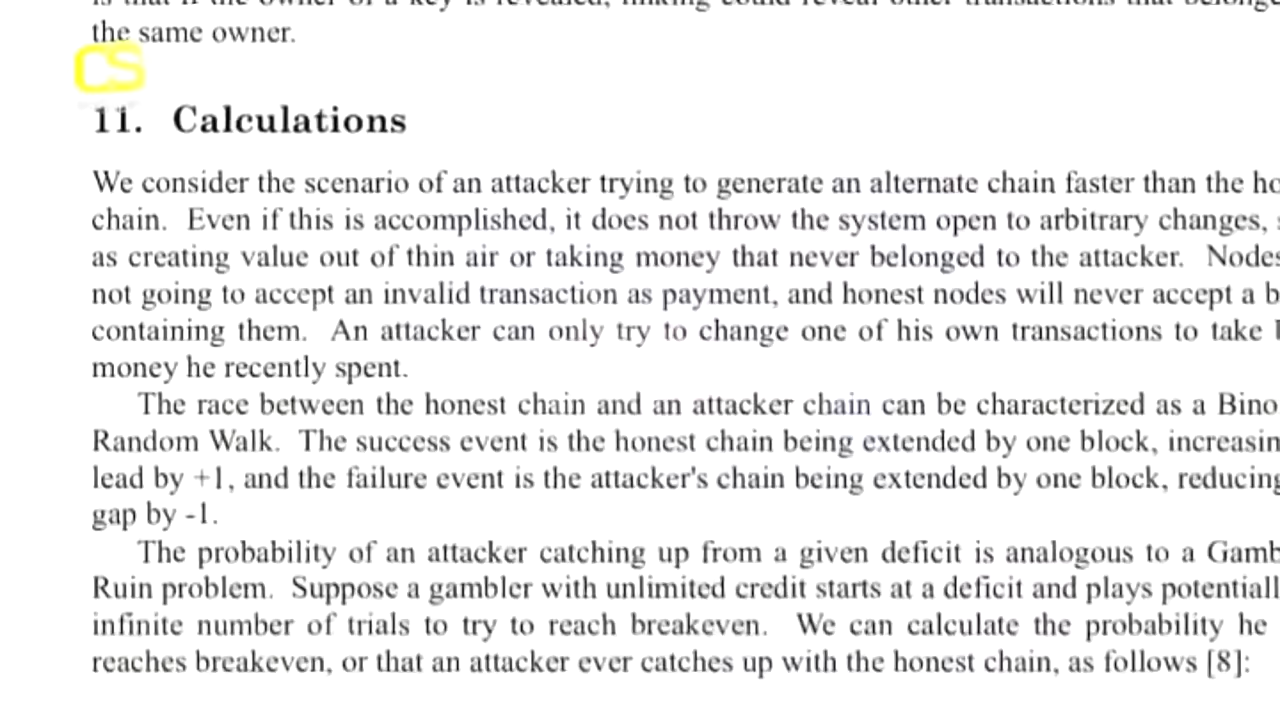 the same owner.
CS
11. Calculations
We consider the scenario of an attacker trying to generate an alternate chain faster than the ho
chain. Even if this is accomplished, it does not throw the system open to arbitrary changes,
as creating value out of thin air or taking money that never belonged to the attacker. Nodes
not going to accept an invalid transaction as payment, and honest nodes will never accept a b
containing them. An attacker can only try to change one of his own transactions to take
money he recently spent.
The race between the honest chain and an attacker chain can be characterized as a Bino
Random Walk. The success event is the honest chain being extended by one block, increasin
lead by +1, and the failure event is the attacker's chain being extended by one block, reducing
gap by -1.
The probability of an attacker catching up from a given deficit is analogous to a Gamb
Ruin problem. Suppose a gambler with unlimited credit starts at a deficit and plays potentiall
infinite number of trials to try to reach breakeven. We can calculate the probability he
reaches breakeven, or that an attacker ever catches up with the honest chain, as follows [8]: